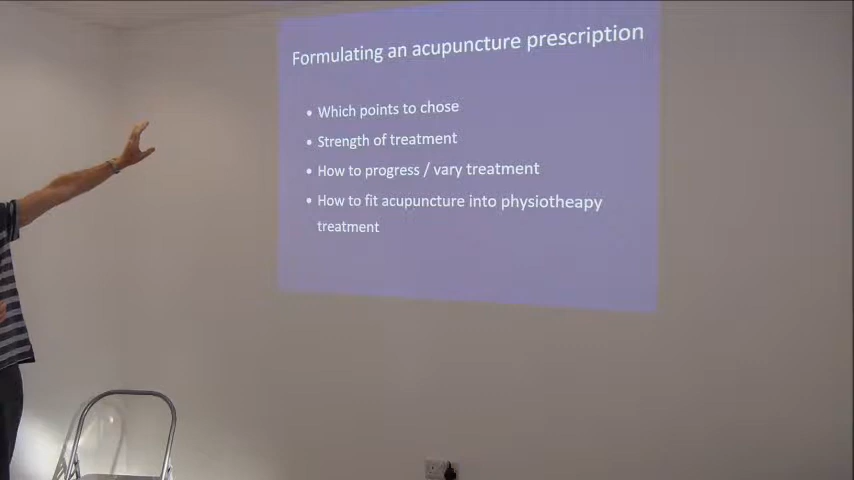 Formulating an acupuncture prescription
• Which points to chose
• Strength of treatment
• How to progress / vary treatment
• How to fit acupuncture into physiotheapy
treatment